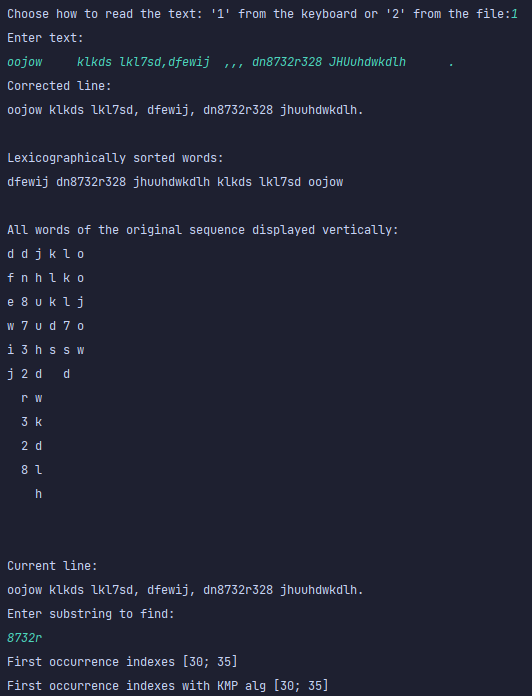 Choose how to read the text: '1' from the keyboard or '2' from the file:1
Enter text:
oojow     klkds lkl7sd,dfewij  ,,, dn8732r328 JHUuhdwkdlh      .
Corrected line:
oojow klkds lkl7sd, dfewij, dn8732r328 jhuuhdwkdlh.
Lexicographically sorted words:
dfewij dn8732r328 jhuuhdwkdlh klkds lkl7sd oojow
All words of the original sequence displayed vertically:
d d j k l o
f n h l k o
e 8 u k l j
w 7 u d 7 o
i 3 h s s w
j 2 d   d
  r w
  3 k
  2 d
  8 l
    h
Current line:
oojow klkds lkl7sd, dfewij, dn8732r328 jhuuhdwkdlh.
Enter substring to find:
8732r
First occurrence indexes [30; 35]
First occurrence indexes with KMP alg [30; 35]